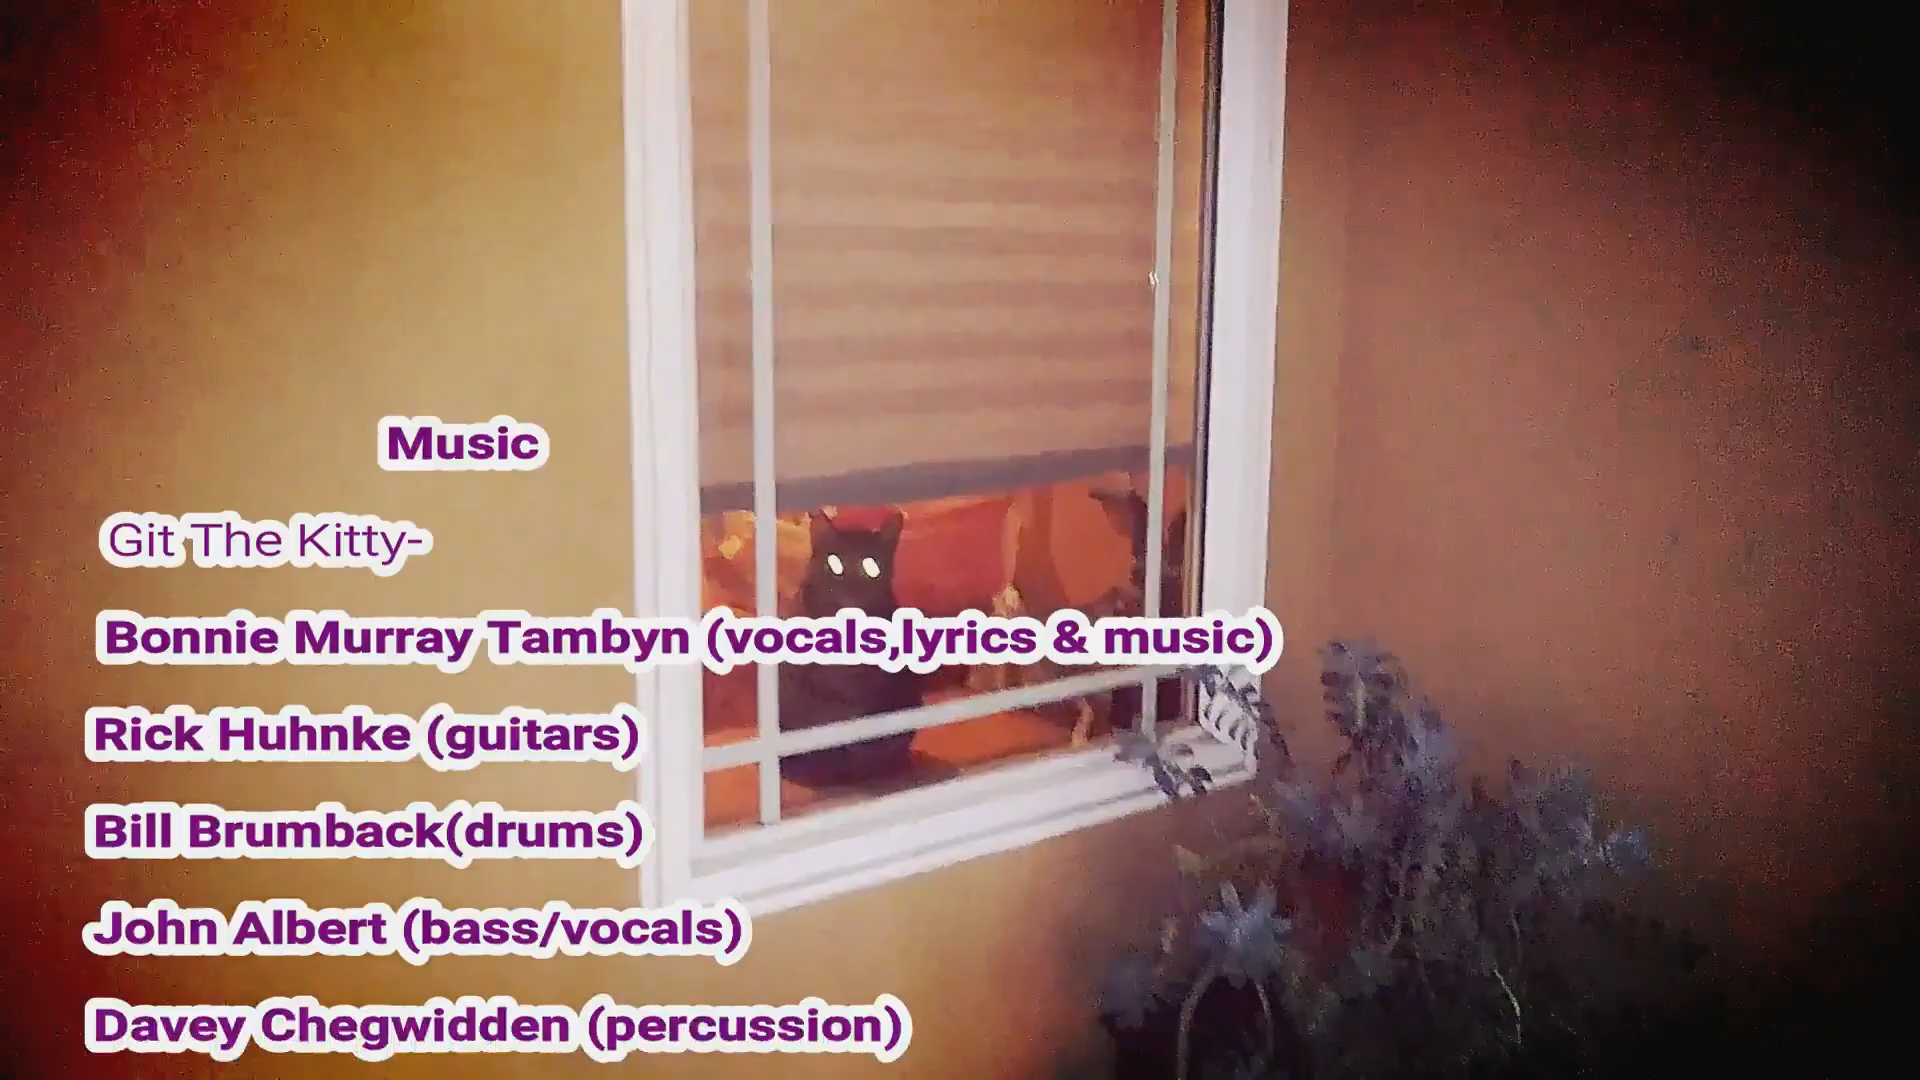 Music
Git The Kitty-
Bonnie Murray Tambyn (vocals,lyrics & music)
Rick Huhnke (guitars)
Bill Brumback(drums)
John Albert (bass/vocals)
Davey Chegwidden (percussion)